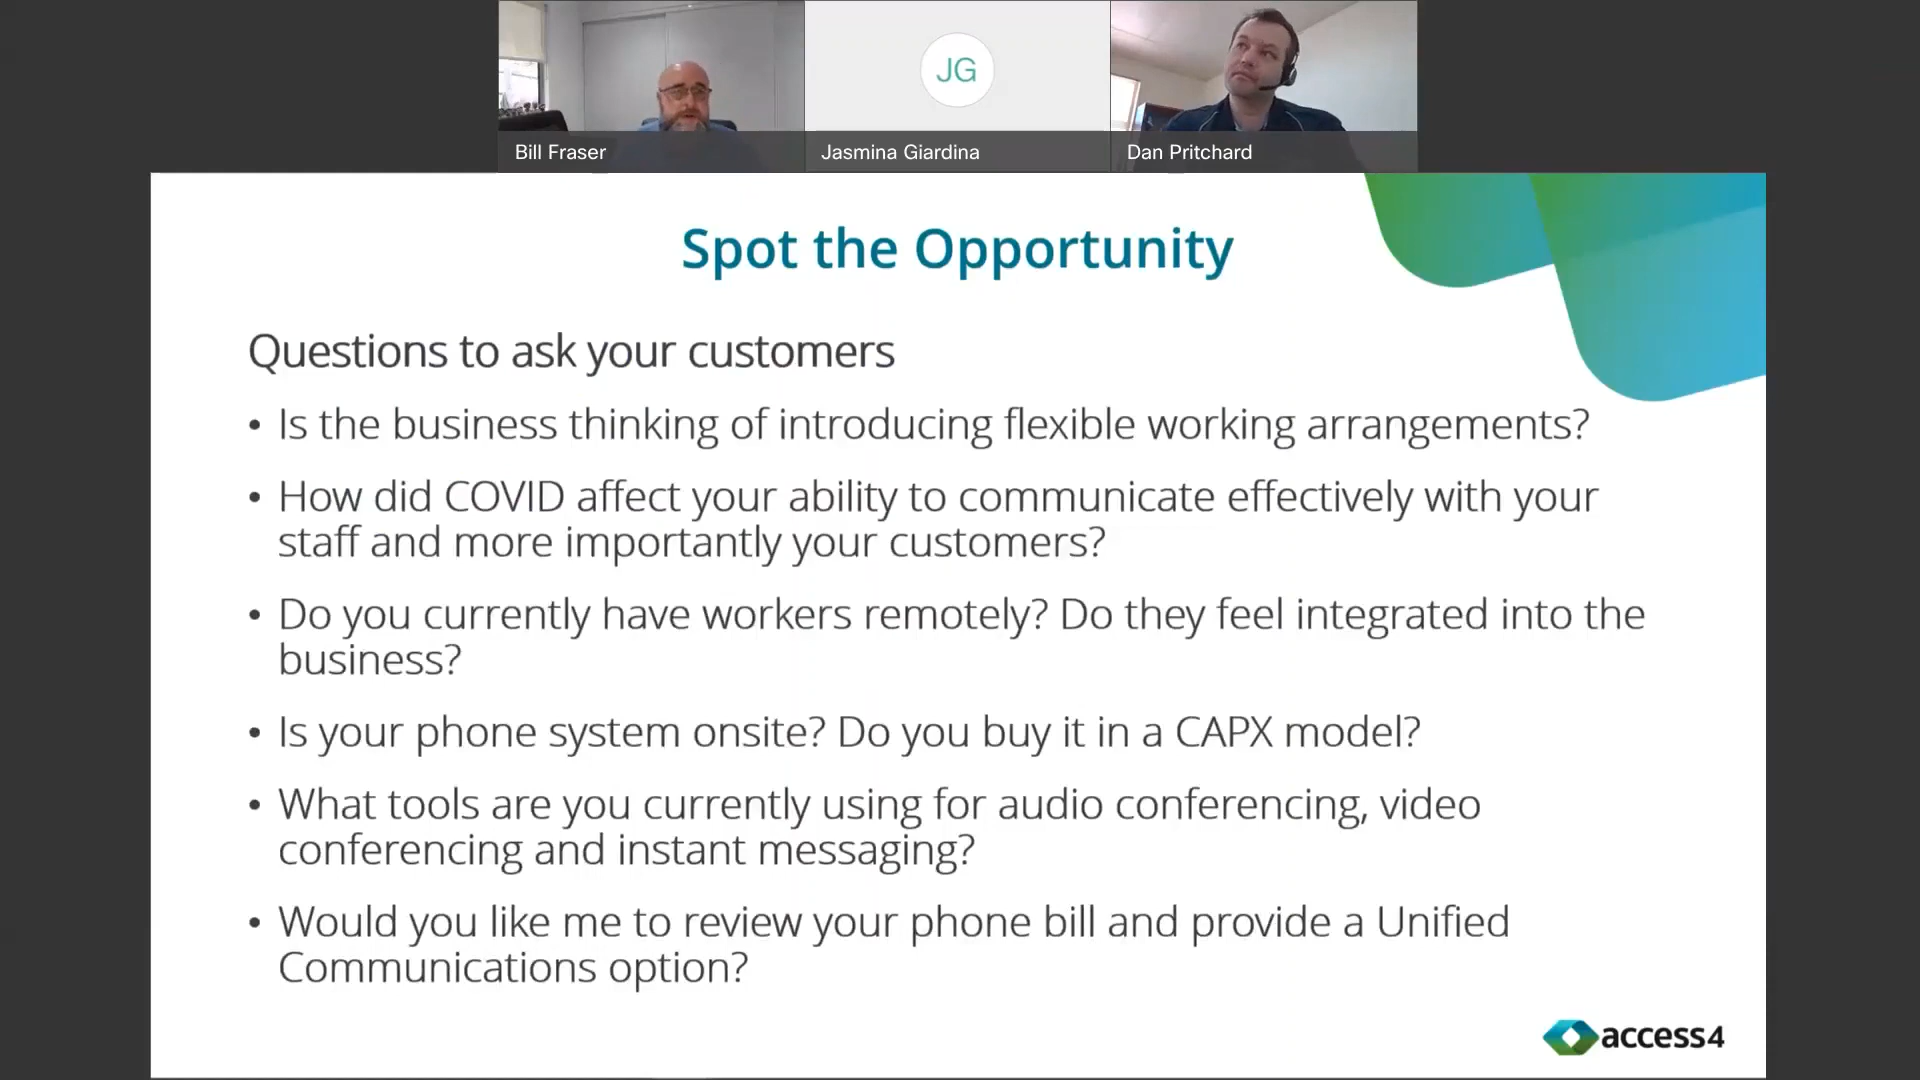 JG
Bill Fraser
Jasmina Giardina
Dan Pritchard
Spot the Opportunity
Questions to ask your customers
• Is the business thinking of introducing flexible working arrangements?
• How did COVID affect your ability to communicate effectively with your
staff and more importantly your customers?
• Do you currently have workers remotely? Do they feel integrated into the
business?
• Is your phone system onsite? Do you buy it in a CAPX model?
• What tools are you currently using for audio conferencing, video
conferencing and instant messaging?
• Would you like me to review your phone bill and provide a Unified
Communications option?
access4